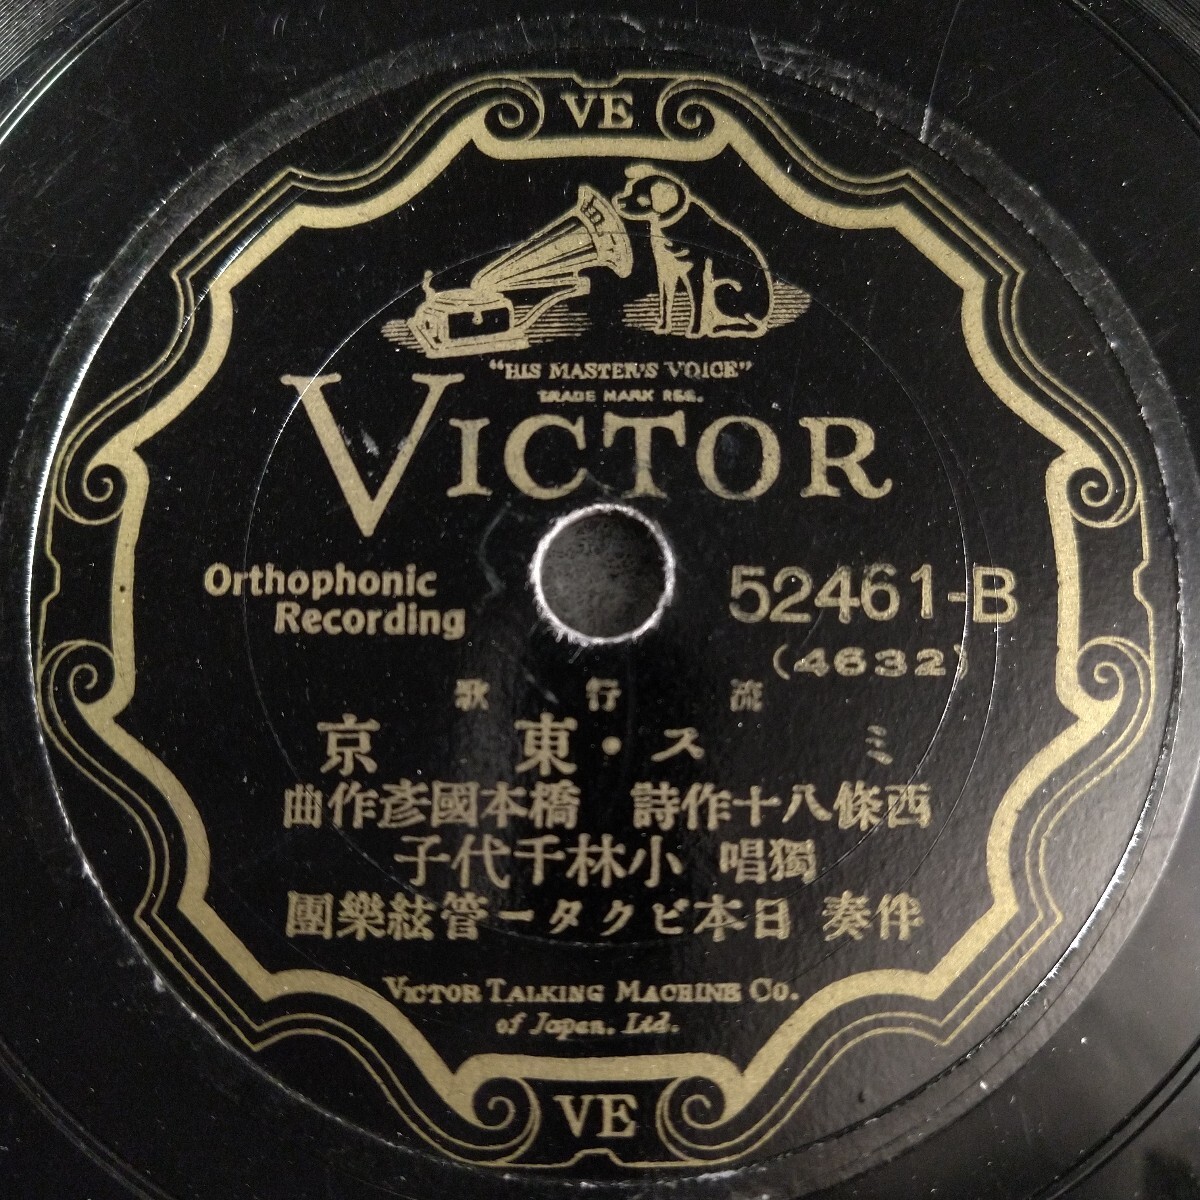 VE
"HIS MASTER'S VOICE"
TRADE MARK REG.
VICTOR
Orthophonic
Recording
52461-B
(4632)
流行歌
ミス・東京
西條八十作詩 橋本國彥作曲
獨唱 小林千代子
伴奏 日本ビクター管絃樂團
VICTOR TALKING MACHINE CO.
of Japan, Ltd.
VE